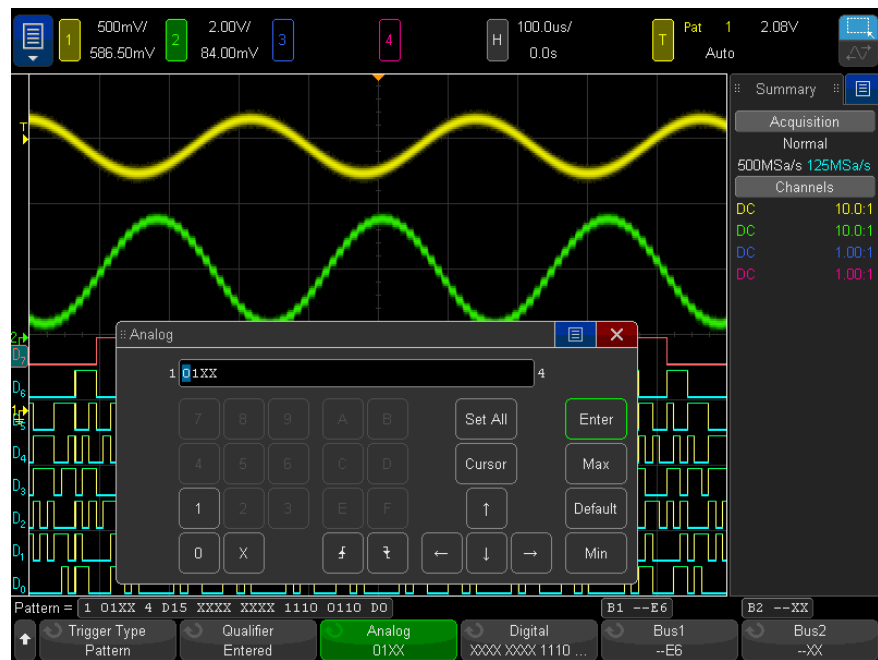 1 500mV/ 586.50mV
2 2.00V/ 84.00mV
3
4
H 100.0us/ 0.0s
T Pat 1 2.08V
Auto
Summary
Acquisition
Normal
500MSa/s 125MSa/s
Channels
DC 10.0:1
DC 10.0:1
DC 1.00:1
DC 1.00:1
T
2
D7
D6
1
D5
D4
D3
D2
D1
D0
Analog
1 01XX 4
7 8 9 A B Set All Enter
4 5 6 C D Cursor Max
1 2 3 E F ↑ Default
0 X ← ↓ → Min
Pattern = 1 01XX 4 D15 XXXX XXXX 1110 0110 D0 B1 --E6 B2 --XX
Trigger Type
Pattern
Qualifier
Entered
Analog
01XX
Digital
XXXX XXXX 1110 ...
Bus1
--E6
Bus2
--XX